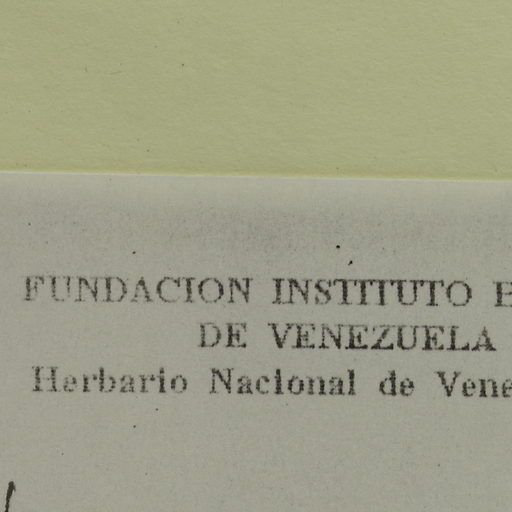 FUNDACION INSTITUTO
DE VENEZUELA
Herbario Nacional de